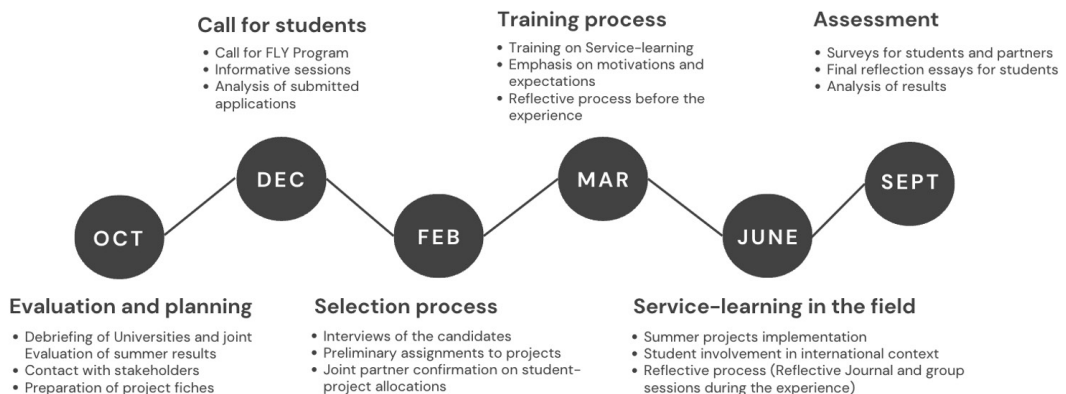 Call for students
• Call for FLY Program
• Informative sessions
• Analysis of submitted
applications
Training process
• Training on Service-learning
• Emphasis on motivations and
expectations
• Reflective process before the
experience
Assessment
• Surveys for students and partners
• Final reflection essays for students
• Analysis of results
OCT
DEC
FEB
MAR
JUNE
SEPT
Evaluation and planning
• Debriefing of Universities and joint
Evaluation of summer results
• Contact with stakeholders
• Preparation of project fiches
Selection process
• Interviews of the candidates
• Preliminary assignments to projects
• Joint partner confirmation on student-
project allocations
Service-learning in the field
• Summer projects implementation
• Student involvement in international context
• Reflective process (Reflective Journal and group
sessions during the experience)